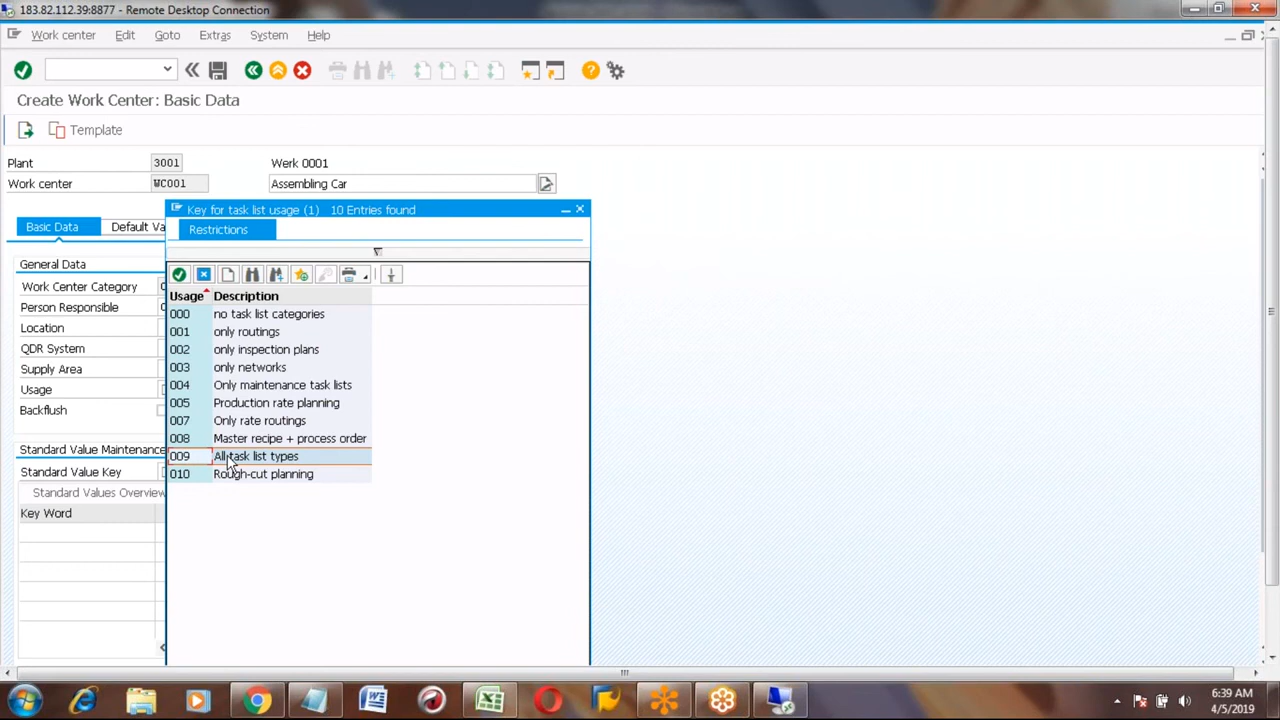 183.82.112.39:8877 - Remote Desktop Connection
Work center Edit Goto Extras System Help
Create Work Center: Basic Data
Template
Plant 3001 Werk 0001
Work center WC001 Assembling Car
Key for task list usage (1) 10 Entries found
Basic Data Default Va Restrictions
General Data
Work Center Category 0
Person Responsible 0
Location
QDR System
Supply Area
Usage
Backflush
Standard Value Maintenance
Standard Value Key
Standard Values Overview
Key Word
Usage Description
000 no task list categories
001 only routings
002 only inspection plans
003 only networks
004 Only maintenance task lists
005 Production rate planning
007 Only rate routings
008 Master recipe + process order
009 All task list types
010 Rough-cut planning
6:39 AM
4/5/2019